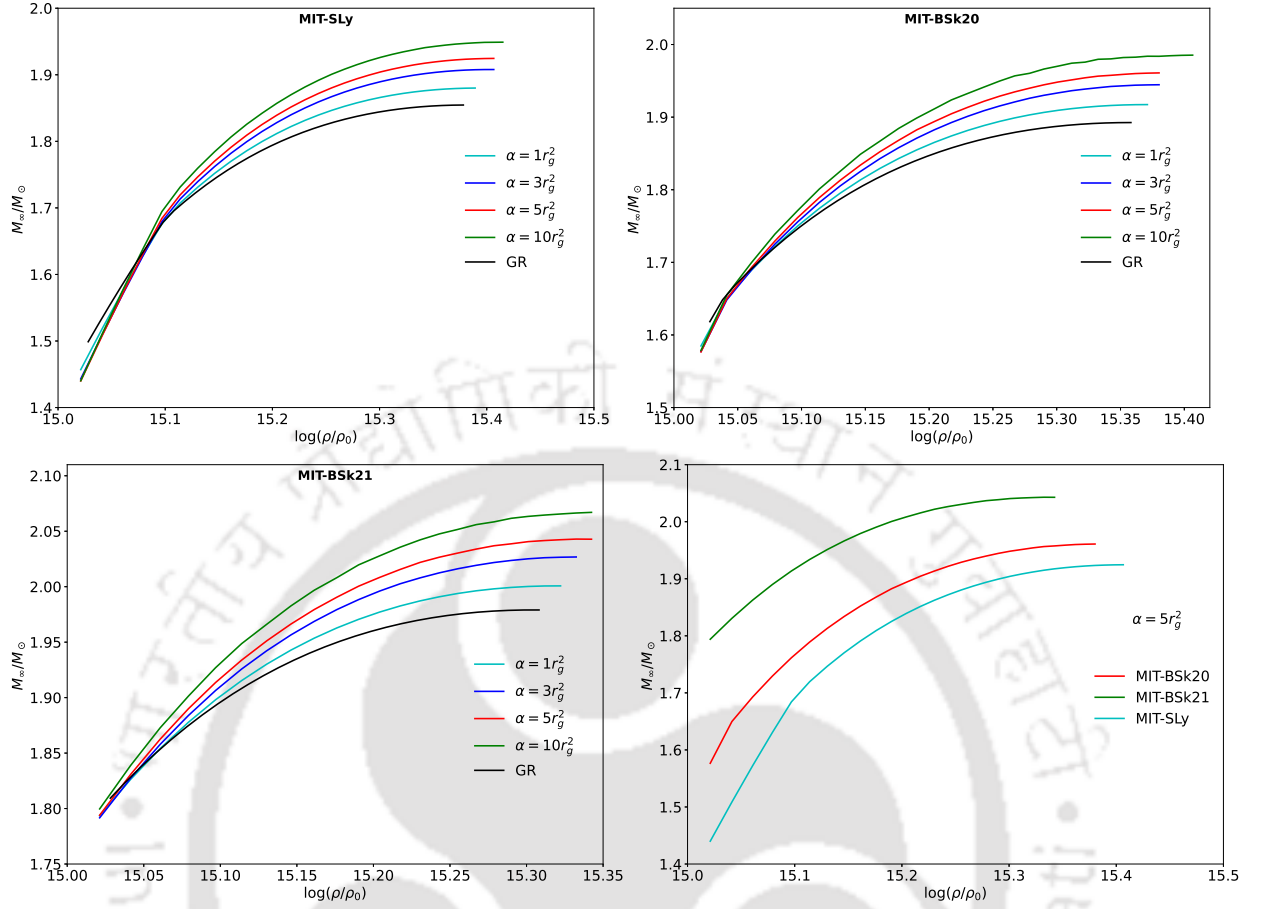 MIT-SLy
2.0
1.9
1.8
1.7
1.6
1.5
1.4
M∞/M⊙
α = 1r_g^2
α = 3r_g^2
α = 5r_g^2
α = 10r_g^2
GR
15.0 15.1 15.2 15.3 15.4 15.5
log(ρ/ρ₀)
MIT-BSk20
2.0
1.9
1.8
1.7
1.6
1.5
M∞/M⊙
α = 1r_g^2
α = 3r_g^2
α = 5r_g^2
α = 10r_g^2
GR
15.00 15.05 15.10 15.15 15.20 15.25 15.30 15.35 15.40
log(ρ/ρ₀)
MIT-BSk21
2.10
2.05
2.00
1.95
1.90
1.85
1.80
1.75
M∞/M⊙
α = 1r_g^2
α = 3r_g^2
α = 5r_g^2
α = 10r_g^2
GR
15.00 15.05 15.10 15.15 15.20 15.25 15.30 15.35
log(ρ/ρ₀)
2.1
2.0
1.9
1.8
1.7
1.6
1.5
1.4
M∞/M⊙
α = 5r_g^2
MIT-BSk20
MIT-BSk21
MIT-SLy
15.0 15.1 15.2 15.3 15.4 15.5
log(ρ/ρ₀)